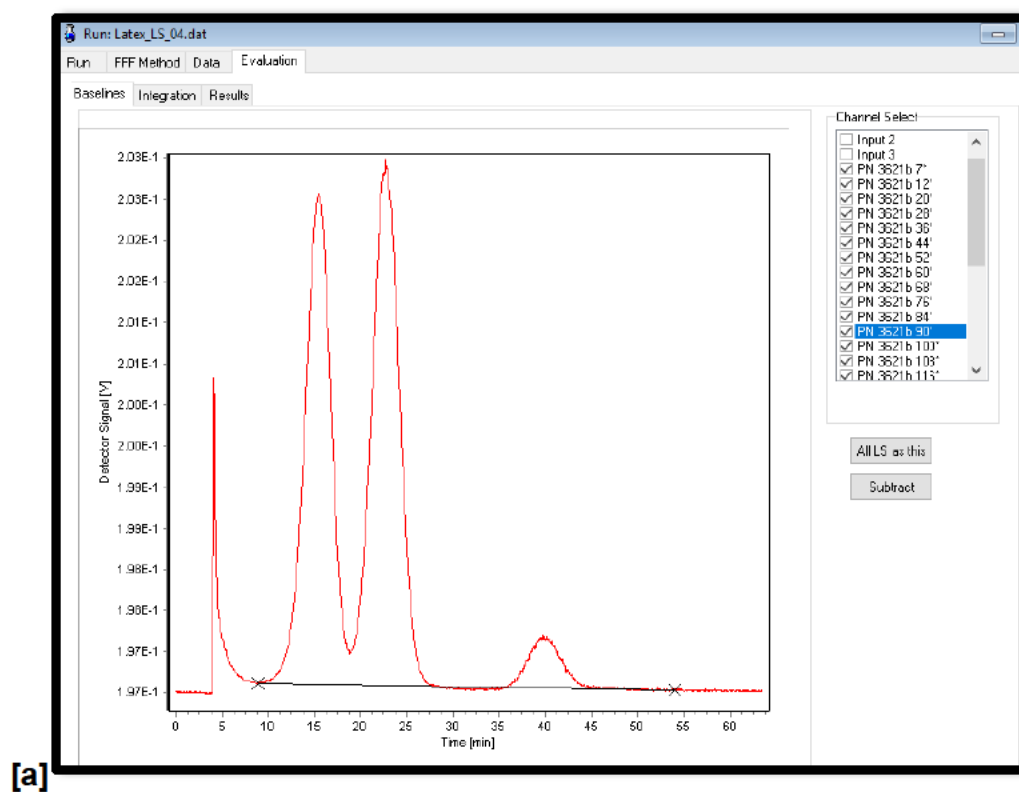 Run: Latex_LS_04.dat
Run FFF Method Data Evaluation
Baselines Integration Results
Channel Select
Input 2
Input 3
PN 3621b 7°
PN 3621b 12°
PN 3621b 20°
PN 3621b 28°
PN 3621b 36°
PN 3621b 44°
PN 3621b 52°
PN 3621b 60°
PN 3621b 68°
PN 3621b 76°
PN 3621b 84°
PN 3621b 90°
PN 3621b 100°
PN 3621b 108°
PN 3621b 116°
All LS as this
Subtract
Detector Signal [V]
2.03E-1
2.03E-1
2.02E-1
2.02E-1
2.01E-1
2.01E-1
2.00E-1
2.00E-1
1.99E-1
1.99E-1
1.98E-1
1.98E-1
1.97E-1
1.97E-1
0 5 10 15 20 25 30 35 40 45 50 55 60
Time [min]
[a]